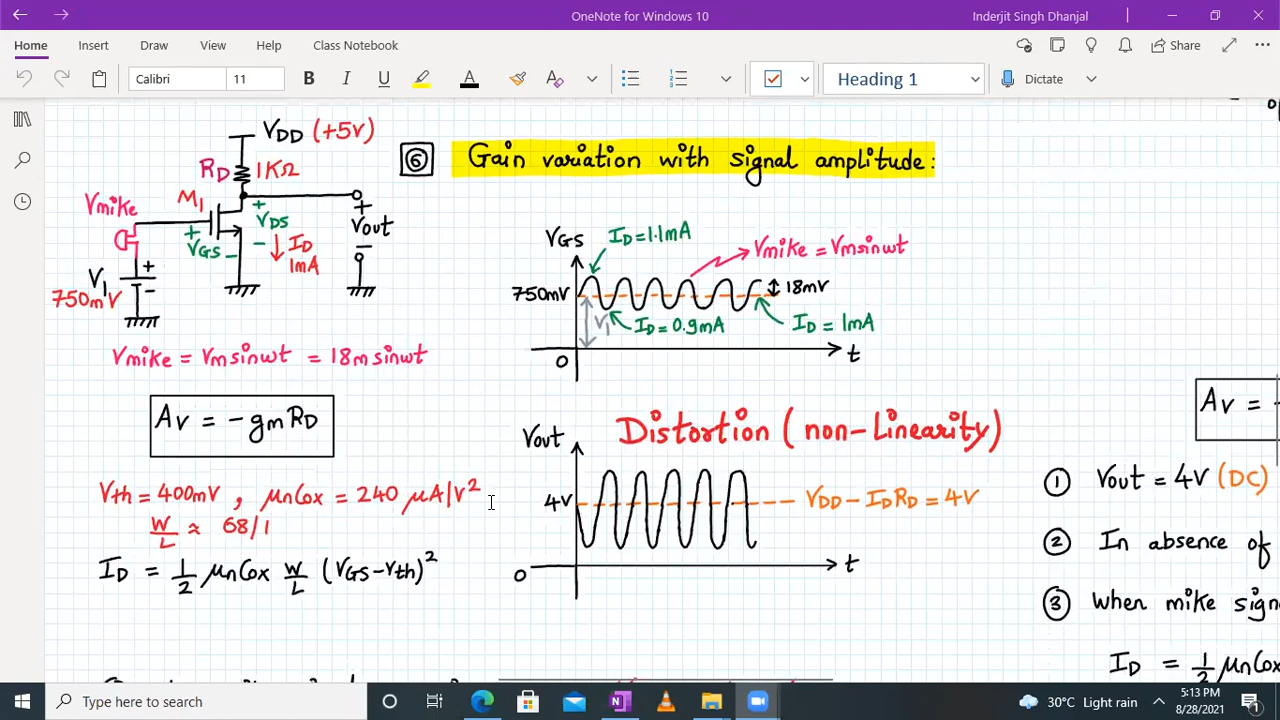 OneNote for Windows 10
Inderjit Singh Dhanjal
Home Insert Draw View Help Class Notebook
Share
Calibri 11 B I U A Heading 1 Dictate
VDD (+5V)
RD 1KΩ
Vmike
M1
+
VDS
-
+
VGS
-
ID
1mA
+
Vout
-
V1
+
-
750mV
Vmike = Vm sinωt = 18m sinωt
Av = -gmRD
Vth = 400mV , μnCox = 240 μA/V²
W/L ≈ 68/1
ID = 1/2 μnCox W/L (VGS-Vth)²
⑥ Gain variation with signal amplitude:
VGS
ID=1.1mA
Vmike = Vmsinωt
750mV
18mV
V1
ID=0.9mA
ID = 1mA
0
t
Distortion (non-Linearity)
Vout
4V
VDD-IDRD = 4V
0
t
Av =
① Vout = 4V (DC)
② In absence of
③ When mike
ID = 1/2 μnCox
Type here to search
30°C Light rain
5:13 PM
8/28/2021
1